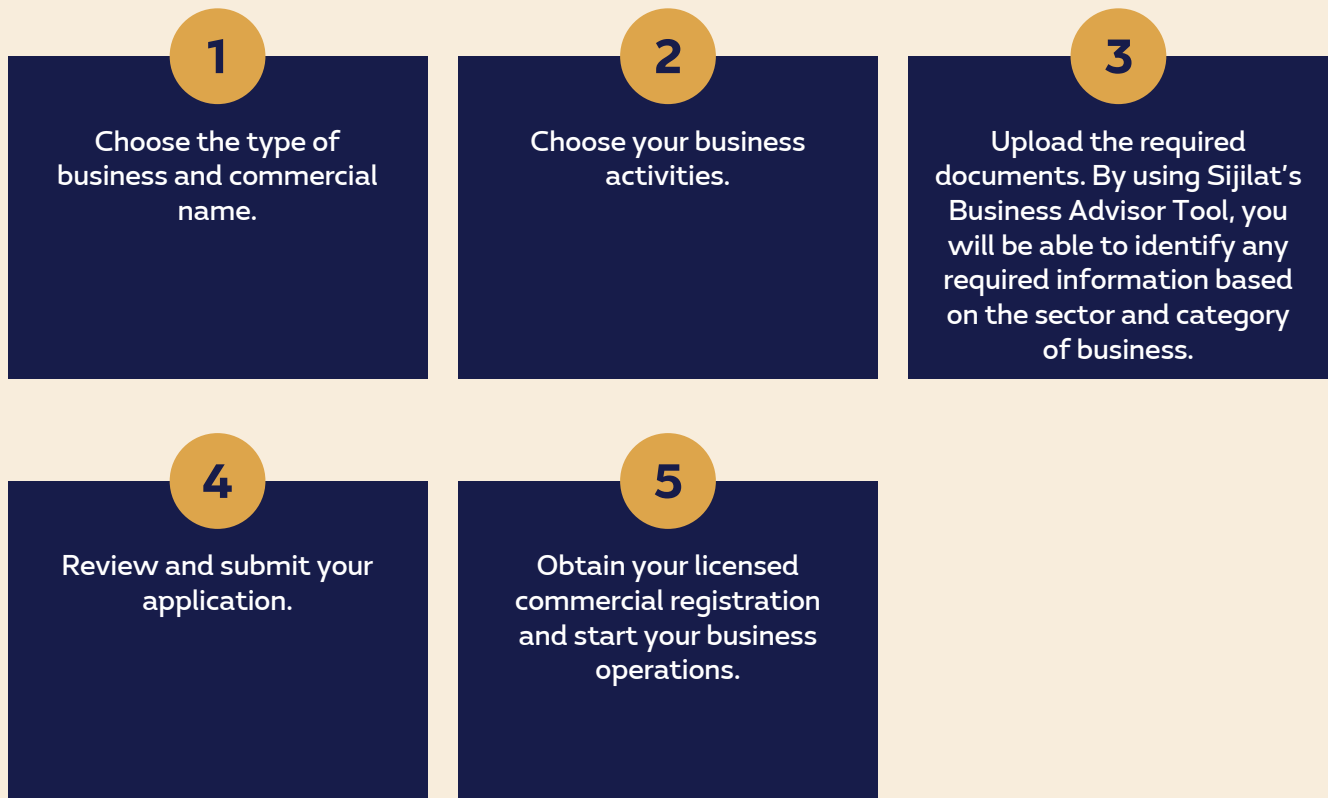 1
Choose the type of
business and commercial
name.
2
Choose your business
activities.
3
Upload the required
documents. By using Sijilat's
Business Advisor Tool, you
will be able to identify any
required information based
on the sector and category
of business.
4
Review and submit your
application.
5
Obtain your licensed
commercial registration
and start your business
operations.